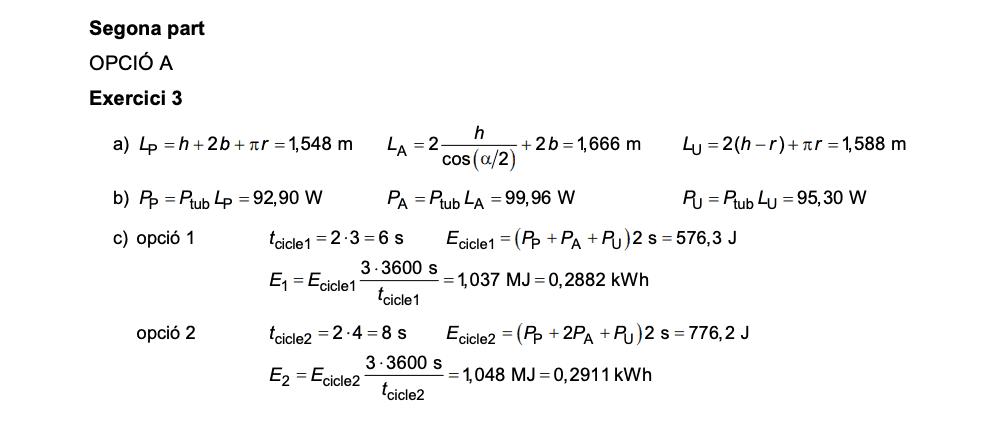 Segona part
OPCIÓ A
Exercici 3
a) L_P = h + 2b + πr = 1,548 m   L_A = 2 h/cos(α/2) + 2b = 1,666 m   L_U = 2(h − r) + πr = 1,588 m
b) P_P = P_tub L_P = 92,90 W   P_A = P_tub L_A = 99,96 W   P_U = P_tub L_U = 95,30 W
c) opció 1   t_cicle1 = 2·3 = 6 s   E_cicle1 = (P_P + P_A + P_U)2 s = 576,3 J
E_1 = E_cicle1 3·3600 s/t_cicle1 = 1,037 MJ = 0,2882 kWh
opció 2   t_cicle2 = 2·4 = 8 s   E_cicle2 = (P_P + 2P_A + P_U)2 s = 776,2 J
E_2 = E_cicle2 3·3600 s/t_cicle2 = 1,048 MJ = 0,2911 kWh